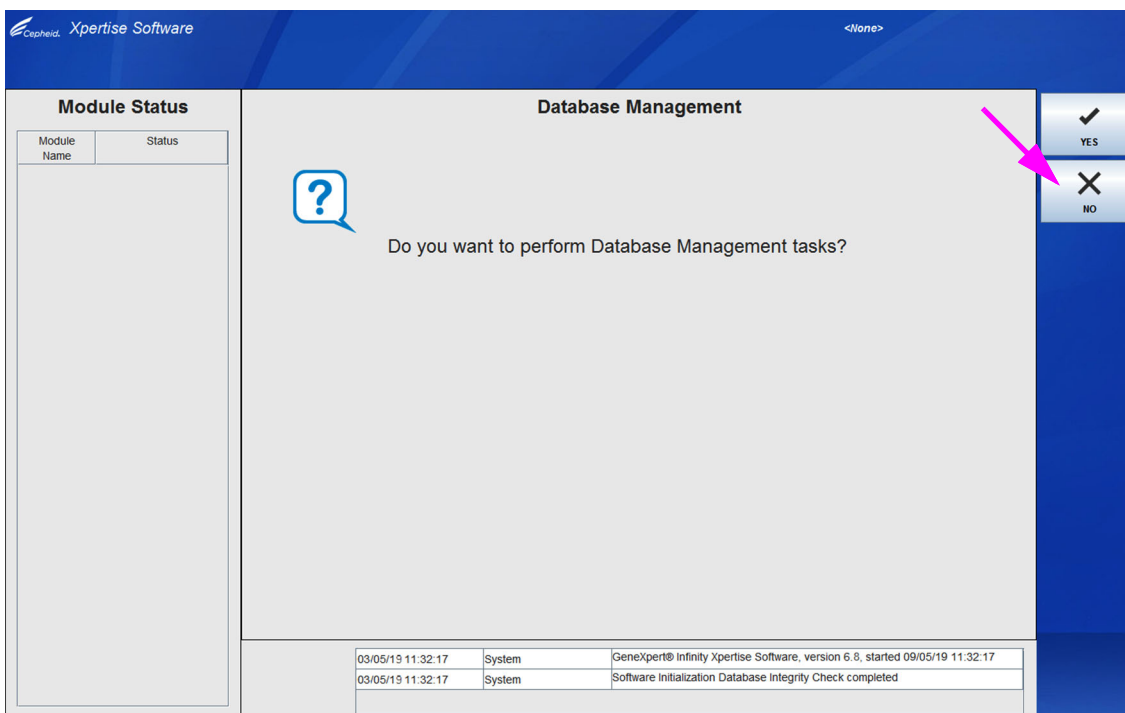 Cepheid. Xpertise Software
<None>
Module Status
Module Name
Status
Database Management
Do you want to perform Database Management tasks?
YES
NO
03/05/19 11:32:17 System GeneXpert® Infinity Xpertise Software, version 6.8, started 09/05/19 11:32:17
03/05/19 11:32:17 System Software Initialization Database Integrity Check completed